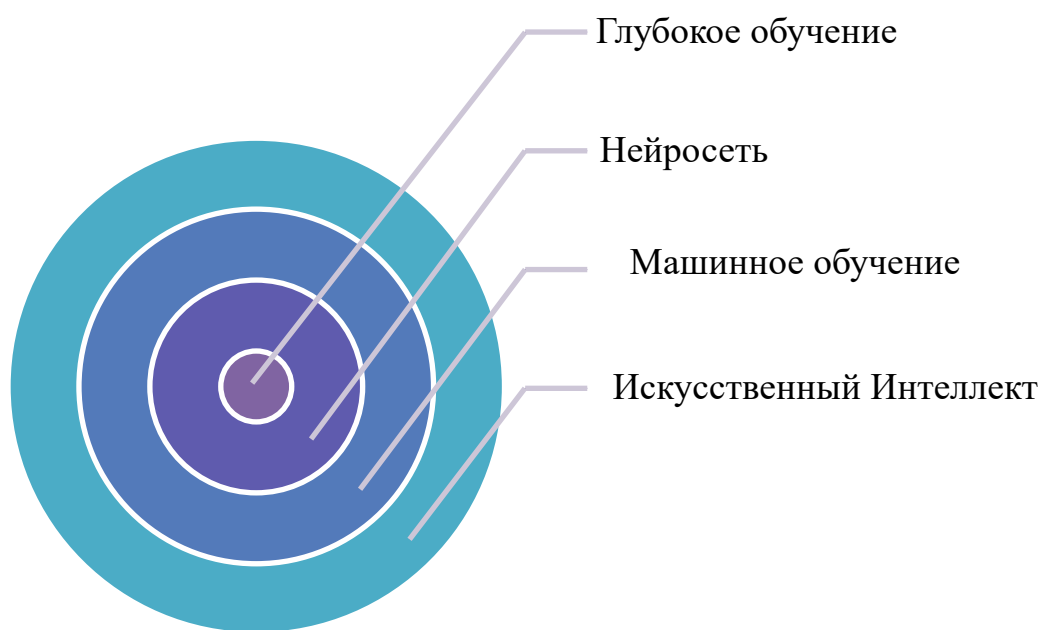 Глубокое обучение
Нейросеть
Машинное обучение
Искусственный Интеллект